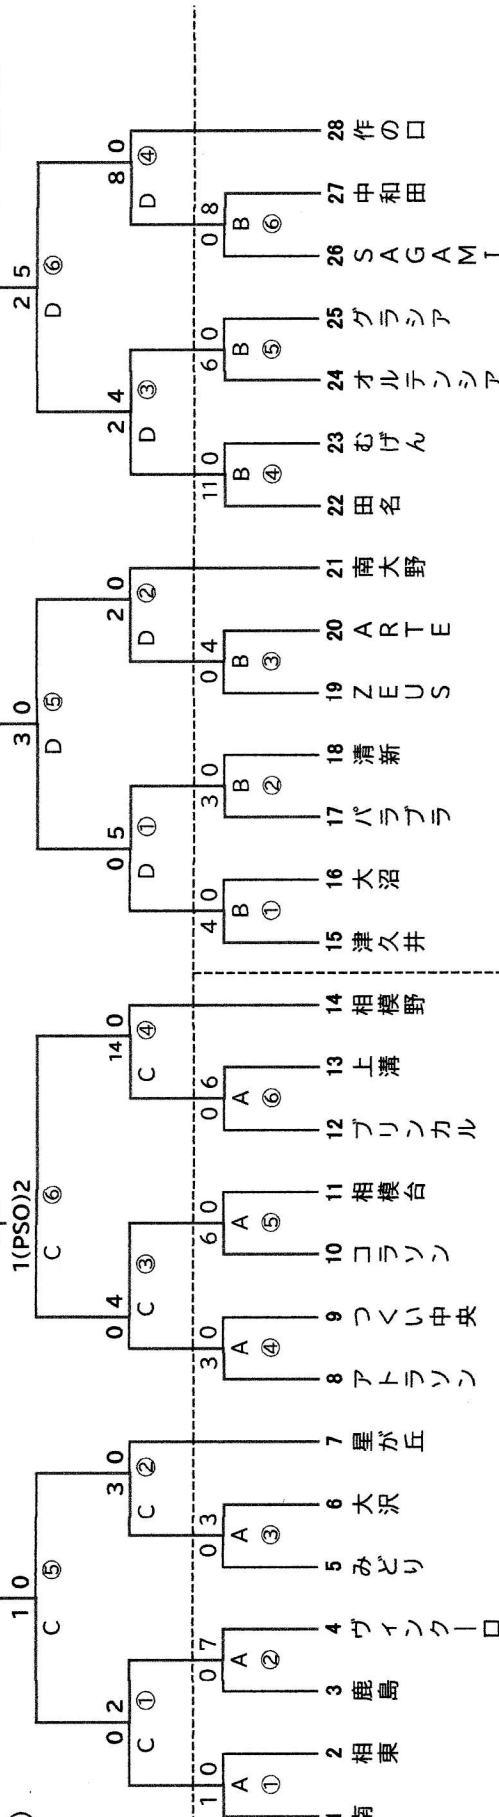 1 0
1(PSO)2
3 0
2 5
C ⑤
C ⑥
D ⑤
D ⑥
0 2
3 0
0 4
14 0
0 5
2 0
2 4
8 0
C ①
C ②
C ③
C ④
D ①
D ②
D ③
D ④
1 0
0 7
0 3
3 0
6 0
0 6
4 0
3 0
0 4
11 0
6 0
0 8
A ①
A ②
A ③
A ④
A ⑤
A ⑥
B ①
B ②
B ③
B ④
B ⑤
B ⑥
2 相東
3 鹿島
4 ヴィンクーロ
5 みどり
6 大沢
7 星が丘
8 アトラソン
9 つくい中央
10 コラソン
11 相模台
12 ブリンカル
13 上溝
14 相模野
15 津久井
16 大沼
17 パラブラ
18 清新
19 ZEUS
20 ARTE
21 南大野
22 田名
23 むげん
24 オルテンシア
25 グラシア
26 SAGAMI
27 中和田
28 作の口